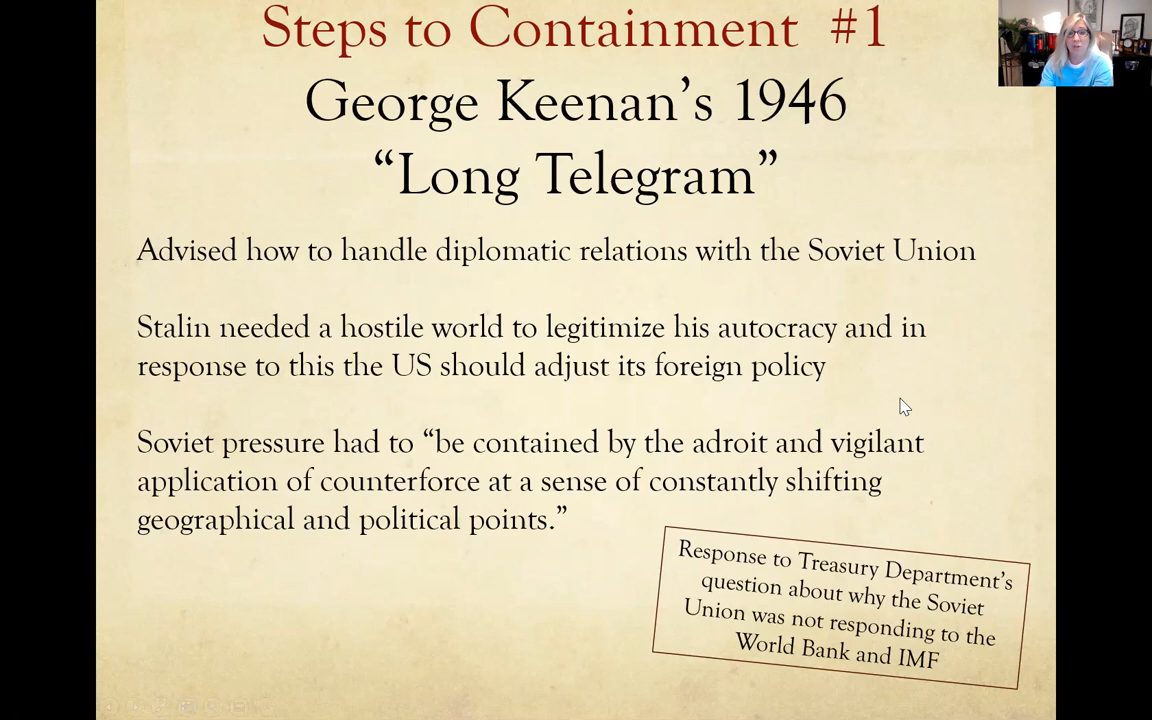 Steps to Containment #1
George Keenan’s 1946
“Long Telegram”
Advised how to handle diplomatic relations with the Soviet Union
Stalin needed a hostile world to legitimize his autocracy and in
response to this the US should adjust its foreign policy
Soviet pressure had to “be contained by the adroit and vigilant
application of counterforce at a sense of constantly shifting
geographical and political points.”
Response to Treasury Department’s
question about why the Soviet
Union was not responding to the
World Bank and IMF